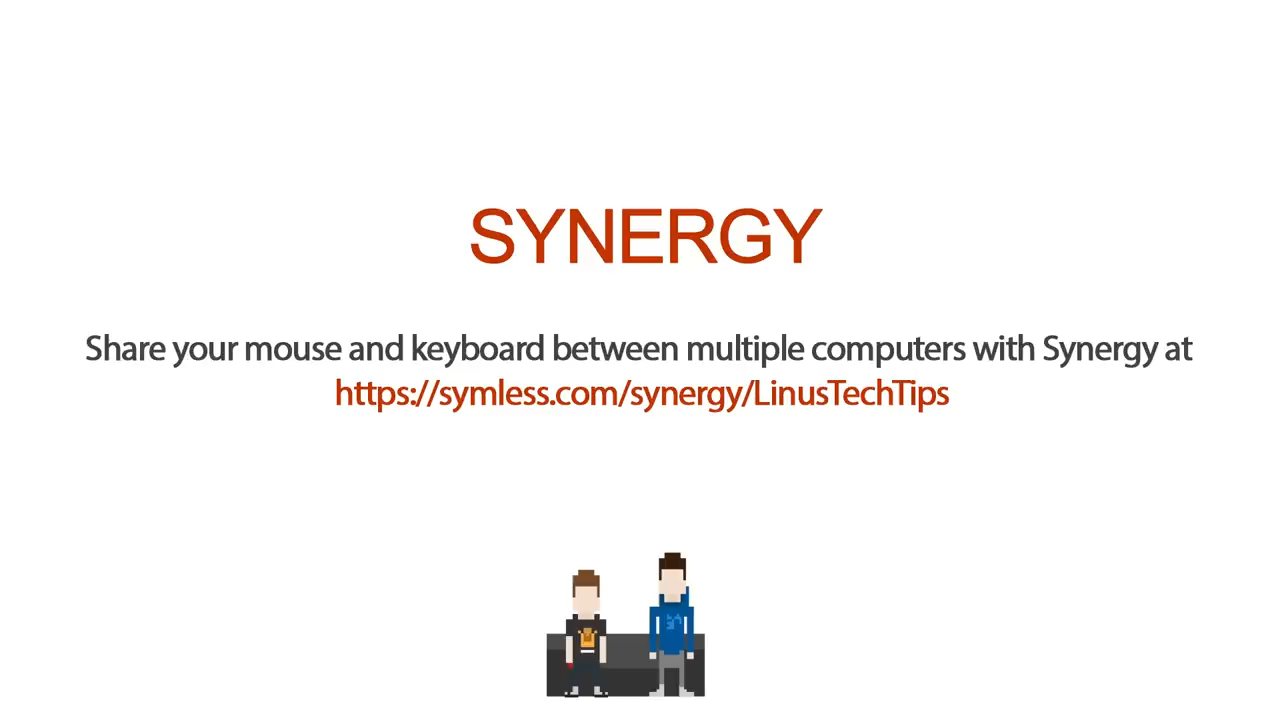 SYNERGY
Share your mouse and keyboard between multiple computers with Synergy at
https://symless.com/synergy/LinusTechTips